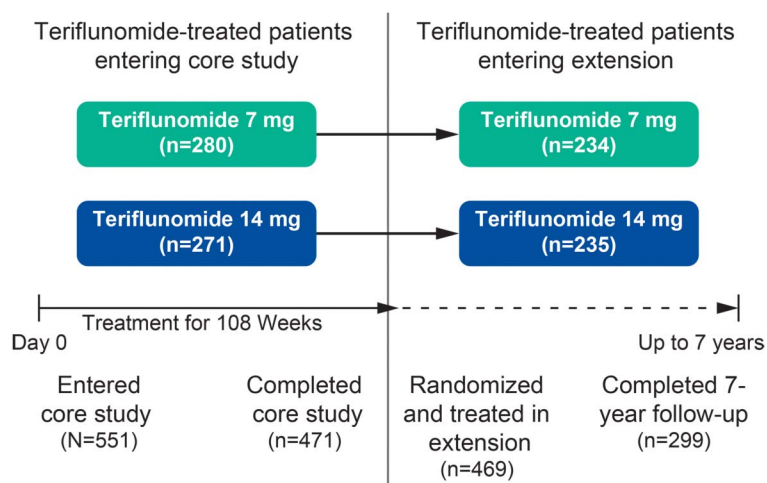 Teriflunomide-treated patients
entering core study
Teriflunomide-treated patients
entering extension
Teriflunomide 7 mg
(n=280)
Teriflunomide 7 mg
(n=234)
Teriflunomide 14 mg
(n=271)
Teriflunomide 14 mg
(n=235)
Treatment for 108 Weeks
Day 0
Up to 7 years
Entered
core study
(N=551)
Completed
core study
(n=471)
Randomized
and treated in
extension
(n=469)
Completed 7-
year follow-up
(n=299)